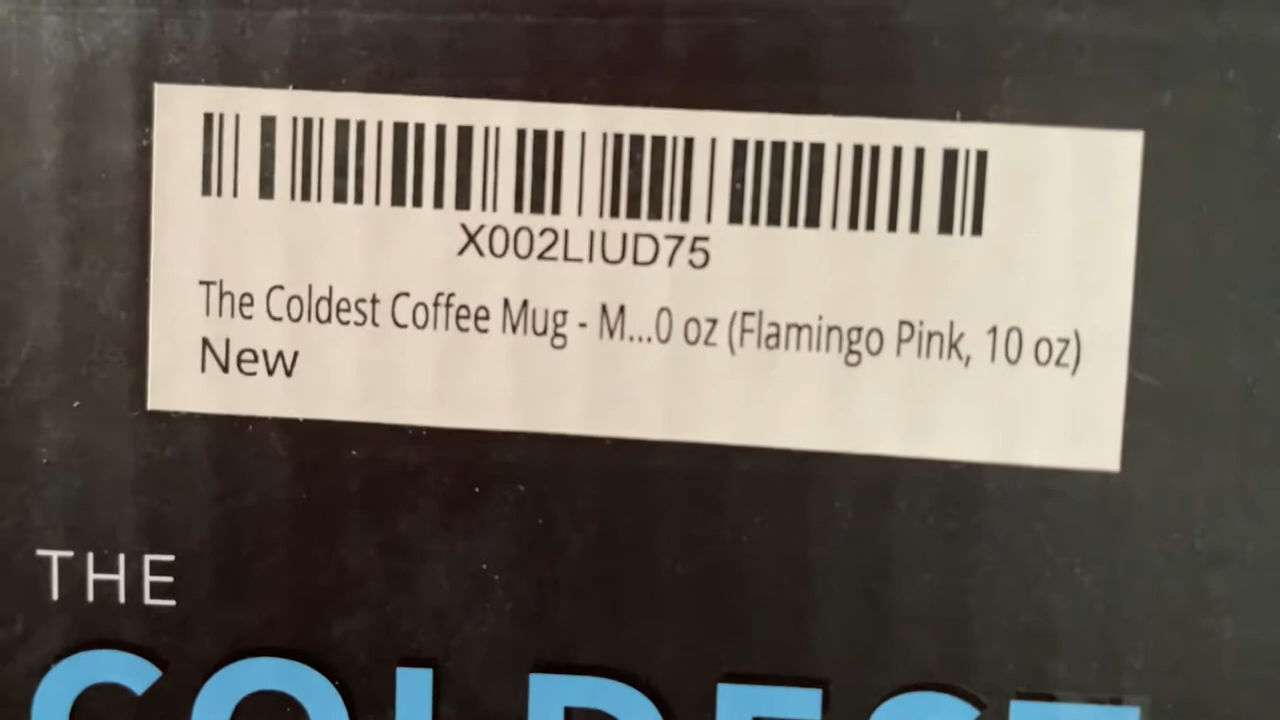 X002LIUD75
The Coldest Coffee Mug - M...0 oz (Flamingo Pink, 10 oz)
New
THE
COLDEST